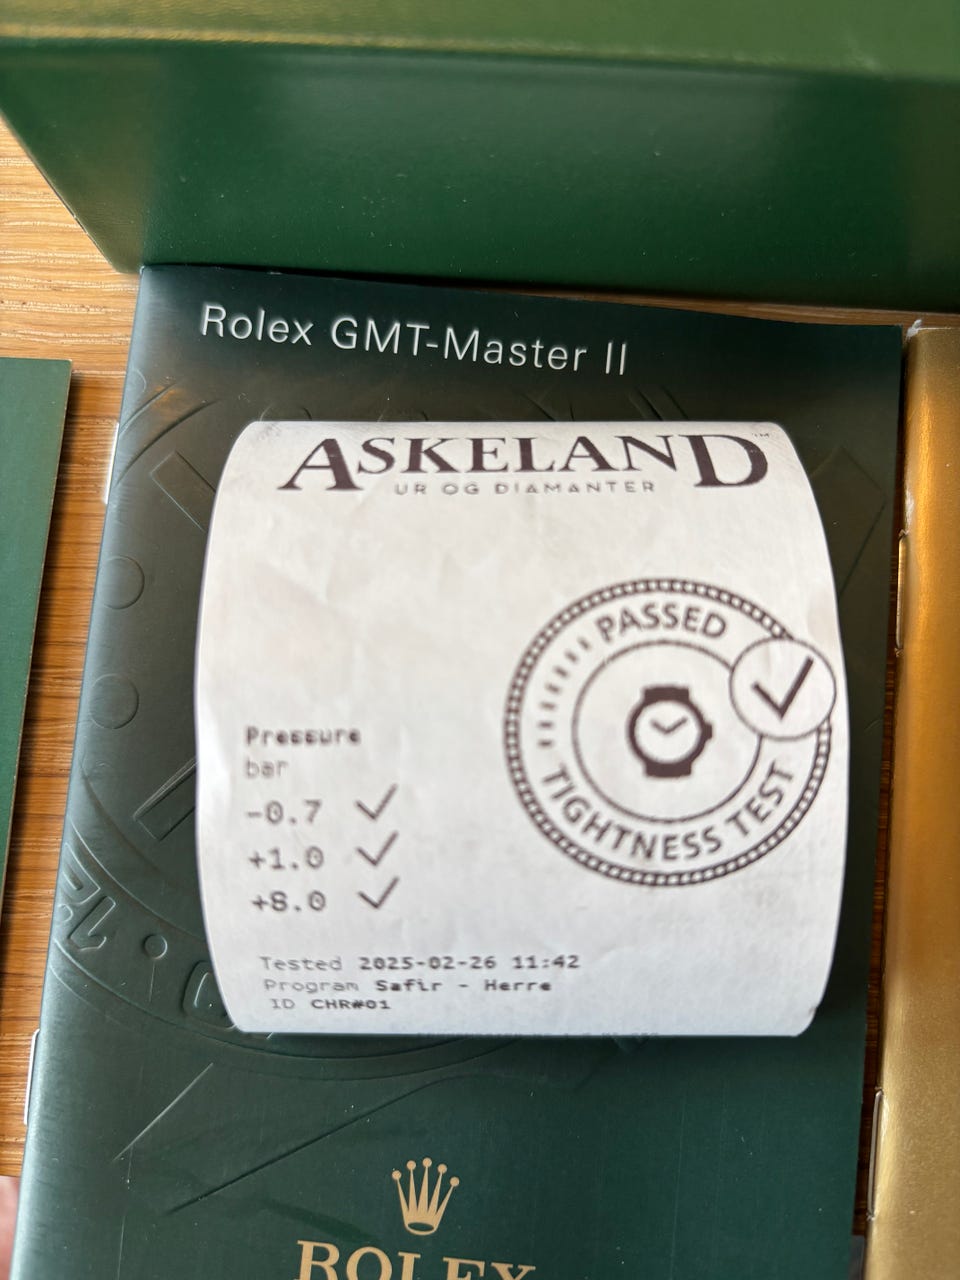 Rolex GMT-Master II
ASKELAND™
UR OG DIAMANTER
PASSED
TIGHTNESS TEST
Pressure
bar
-0.7 ✓
+1.0 ✓
+8.0 ✓
Tested 2025-02-26 11:42
Program Safir - Herre
ID CHR#01
ROLEX